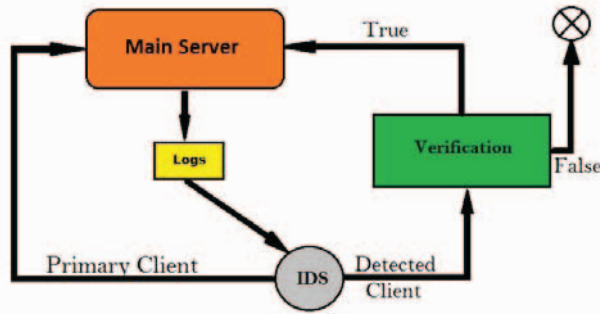 Main Server
True
Logs
Verification
False
Primary Client
IDS
Detected
Client